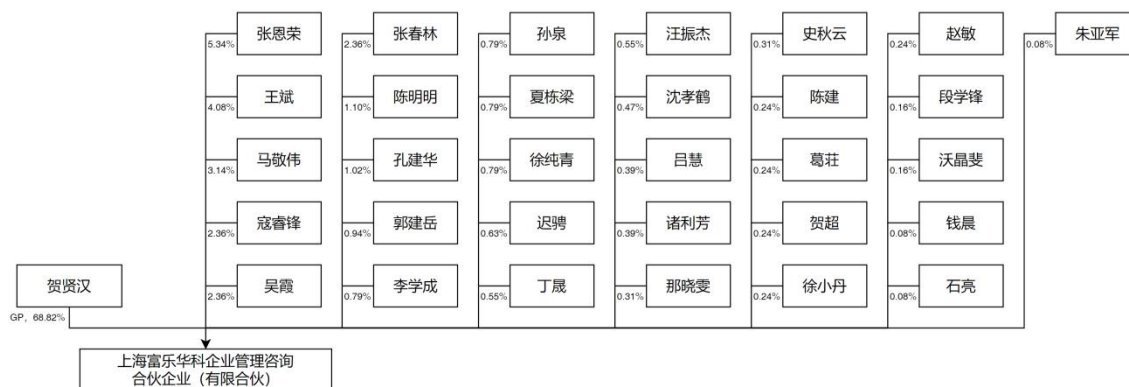 张恩荣
5.34%
王斌
4.08%
马敬伟
3.14%
寇睿锋
2.36%
吴霞
2.36%
张春林
2.36%
陈明明
1.10%
孔建华
1.02%
郭建岳
0.94%
李学成
0.79%
孙泉
0.79%
夏栋梁
0.79%
徐纯青
0.79%
迟骋
0.63%
丁晟
0.55%
汪振杰
0.55%
沈孝鹤
0.47%
吕慧
0.39%
诸利芳
0.39%
那晓雯
0.31%
史秋云
0.31%
陈建
0.24%
葛荘
0.24%
贺超
0.24%
徐小丹
0.24%
赵敏
0.24%
段学锋
0.16%
沃晶斐
0.16%
钱晨
0.08%
石亮
0.08%
朱亚军
0.08%
贺贤汉
GP，68.82%
上海富乐华科企业管理咨询
合伙企业（有限合伙）